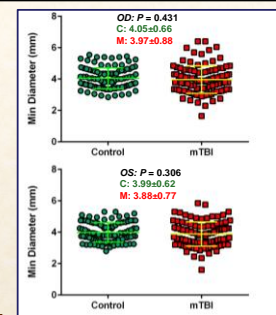 OD: P = 0.431
C: 4.05±0.66
M: 3.97±0.88
Min Diameter (mm)
8
6
4
2
0
Control
mTBI
OS: P = 0.306
C: 3.99±0.62
M: 3.88±0.77
Min Diameter (mm)
8
6
4
2
0
Control
mTBI